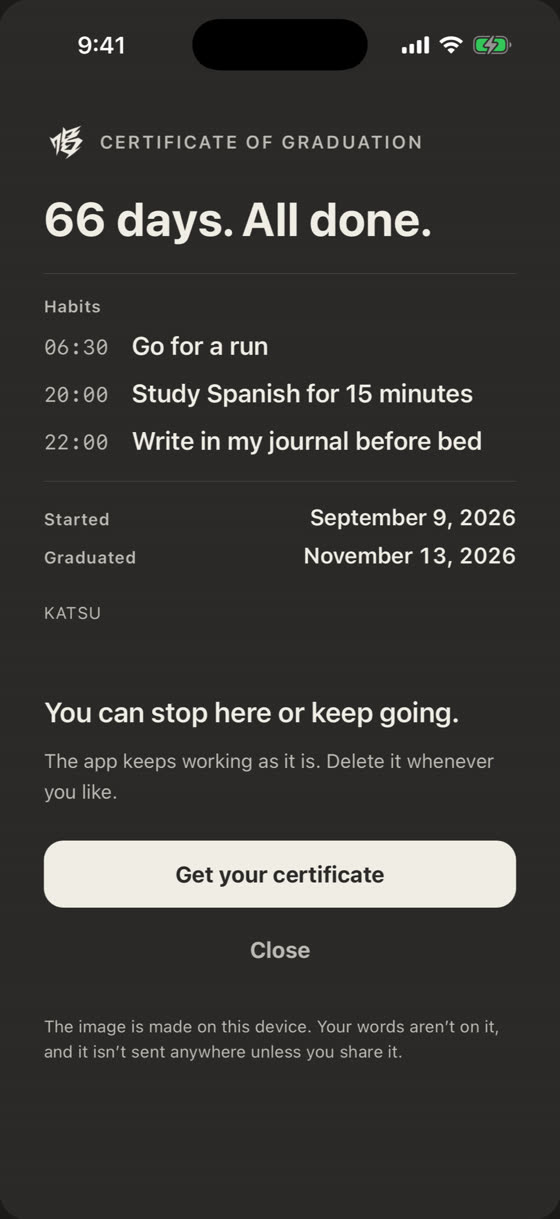 9:41
CERTIFICATE OF GRADUATION
66 days. All done.
Habits
06:30 Go for a run
20:00 Study Spanish for 15 minutes
22:00 Write in my journal before bed
Started September 9, 2026
Graduated November 13, 2026
KATSU
You can stop here or keep going.
The app keeps working as it is. Delete it whenever
you like.
Get your certificate
Close
The image is made on this device. Your words aren’t on it,
and it isn’t sent anywhere unless you share it.